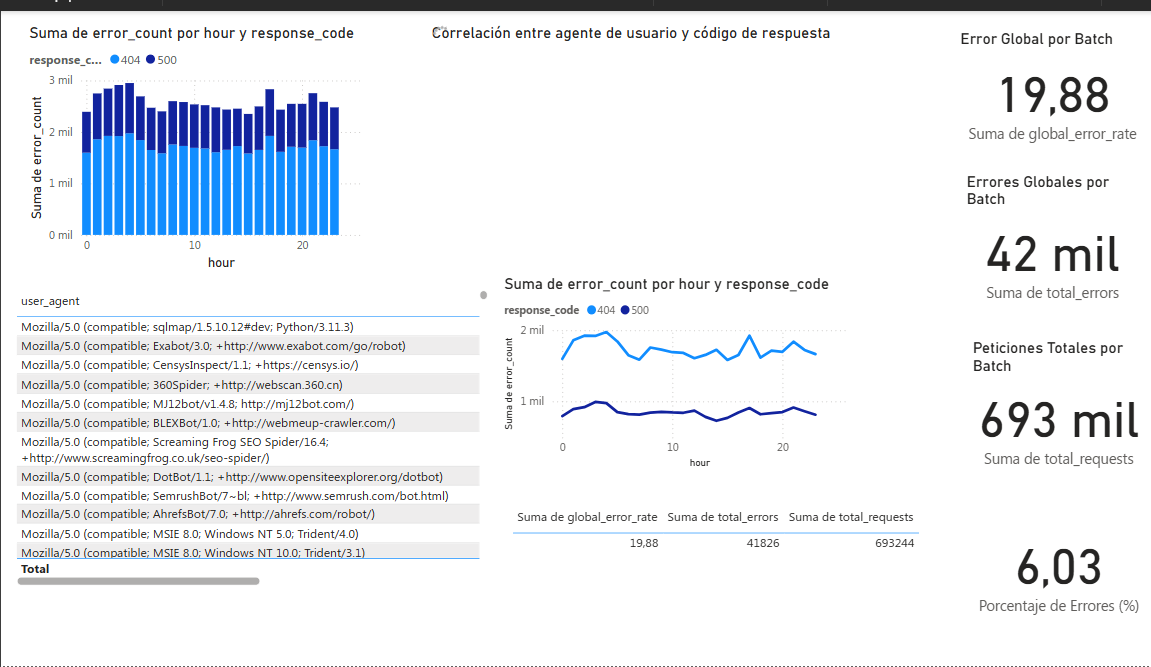 Suma de error_count por hour y response_code
response_c... 404 500
3 mil
2 mil
1 mil
0 mil
Suma de error_count
0 10 20
hour
Correlación entre agente de usuario y código de respuesta
Error Global por Batch
19,88
Suma de global_error_rate
Errores Globales por
Batch
42 mil
Suma de total_errors
Peticiones Totales por
Batch
693 mil
Suma de total_requests
6,03
Porcentaje de Errores (%)
user_agent
Mozilla/5.0 (compatible; sqlmap/1.5.10.12#dev; Python/3.11.3)
Mozilla/5.0 (compatible; Exabot/3.0; +http://www.exabot.com/go/robot)
Mozilla/5.0 (compatible; CensysInspect/1.1; +https://censys.io/)
Mozilla/5.0 (compatible; 360Spider; +http://webscan.360.cn)
Mozilla/5.0 (compatible; MJ12bot/v1.4.8; http://mj12bot.com/)
Mozilla/5.0 (compatible; BLEXBot/1.0; +http://webmeup-crawler.com/)
Mozilla/5.0 (compatible; Screaming Frog SEO Spider/16.4;
+http://www.screamingfrog.co.uk/seo-spider/)
Mozilla/5.0 (compatible; DotBot/1.1; +http://www.opensiteexplorer.org/dotbot)
Mozilla/5.0 (compatible; SemrushBot/7~bl; +http://www.semrush.com/bot.html)
Mozilla/5.0 (compatible; AhrefsBot/7.0; +http://ahrefs.com/robot/)
Mozilla/5.0 (compatible; MSIE 8.0; Windows NT 5.0; Trident/4.0)
Mozilla/5.0 (compatible; MSIE 8.0; Windows NT 10.0; Trident/3.1)
Total
Suma de error_count por hour y response_code
response_code 404 500
2 mil
1 mil
Suma de error_count
0 10 20
hour
Suma de global_error_rate Suma de total_errors Suma de total_requests
19,88 41826 693244